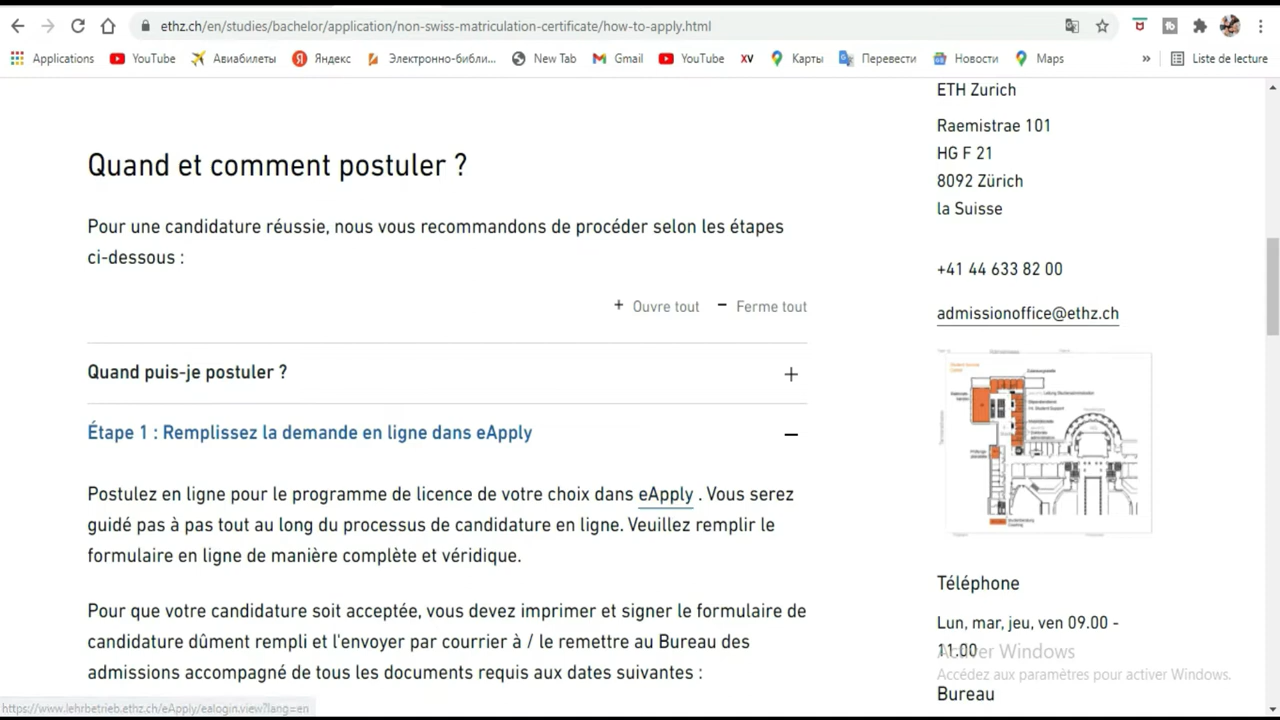 ethz.ch/en/studies/bachelor/application/non-swiss-matriculation-certificate/how-to-apply.html
Applications YouTube Авиабилеты Яндекс Электронно-библи... New Tab Gmail YouTube XV Карты Перевести Новости Maps » Liste de lecture
Quand et comment postuler ?
Pour une candidature réussie, nous vous recommandons de procéder selon les étapes
ci-dessous :
+ Ouvre tout − Ferme tout
Quand puis-je postuler ?
Étape 1 : Remplissez la demande en ligne dans eApply
Postulez en ligne pour le programme de licence de votre choix dans eApply . Vous serez
guidé pas à pas tout au long du processus de candidature en ligne. Veuillez remplir le
formulaire en ligne de manière complète et véridique.
Pour que votre candidature soit acceptée, vous devez imprimer et signer le formulaire de
candidature dûment rempli et l'envoyer par courrier à / le remettre au Bureau des
admissions accompagné de tous les documents requis aux dates suivantes :
ETH Zurich
Raemistrae 101
HG F 21
8092 Zürich
la Suisse
+41 44 633 82 00
admissionoffice@ethz.ch
Téléphone
Lun, mar, jeu, ven 09.00 -
11.00
Bureau
Activer Windows
Accédez aux paramètres pour activer Windows.
https://www.lehrbetrieb.ethz.ch/eApply/ealogin.view?lang=en